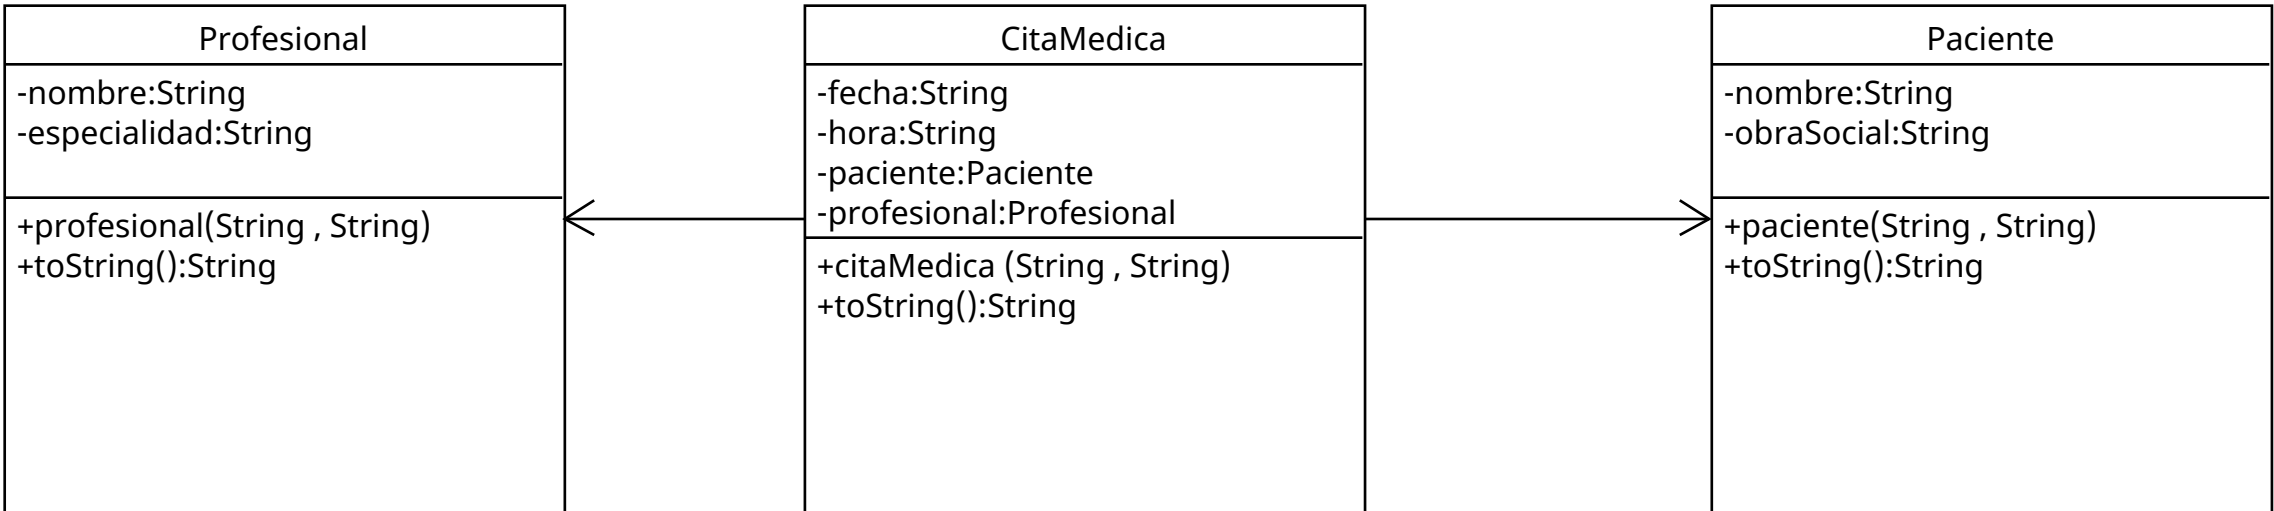 Profesional
-nombre:String
-especialidad:String
+profesional(String , String)
+toString():String
CitaMedica
-fecha:String
-hora:String
-paciente:Paciente
-profesional:Profesional
+citaMedica (String , String)
+toString():String
Paciente
-nombre:String
-obraSocial:String
+paciente(String , String)
+toString():String